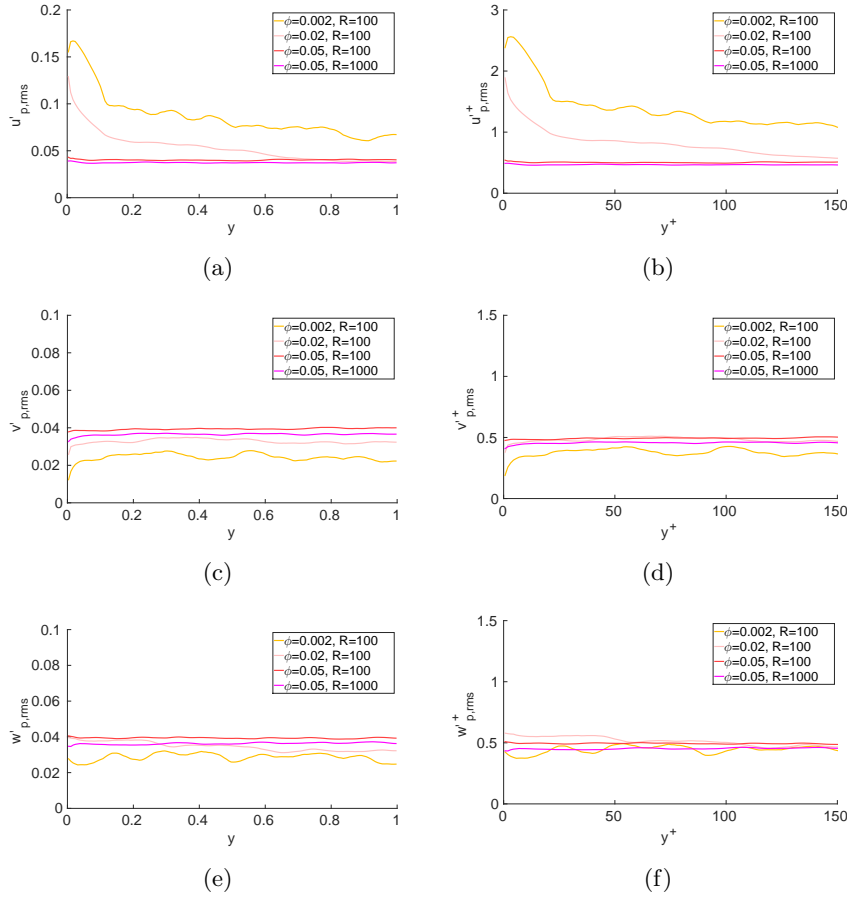 0.2
0.15
0.1
0.05
0
u'p,rms
0 0.2 0.4 0.6 0.8 1
y
ϕ=0.002, R=100
ϕ=0.02, R=100
ϕ=0.05, R=100
ϕ=0.05, R=1000
(a)
3
2
1
0
u'+p,rms
0 50 100 150
y+
ϕ=0.002, R=100
ϕ=0.02, R=100
ϕ=0.05, R=100
ϕ=0.05, R=1000
(b)
0.1
0.08
0.06
0.04
0.02
0
v'p,rms
0 0.2 0.4 0.6 0.8 1
y
ϕ=0.002, R=100
ϕ=0.02, R=100
ϕ=0.05, R=100
ϕ=0.05, R=1000
(c)
1.5
1
0.5
0
v'+p,rms
0 50 100 150
y+
ϕ=0.002, R=100
ϕ=0.02, R=100
ϕ=0.05, R=100
ϕ=0.05, R=1000
(d)
0.1
0.08
0.06
0.04
0.02
0
w'p,rms
0 0.2 0.4 0.6 0.8 1
y
ϕ=0.002, R=100
ϕ=0.02, R=100
ϕ=0.05, R=100
ϕ=0.05, R=1000
(e)
1.5
1
0.5
0
w'+p,rms
0 50 100 150
y+
ϕ=0.002, R=100
ϕ=0.02, R=100
ϕ=0.05, R=100
ϕ=0.05, R=1000
(f)